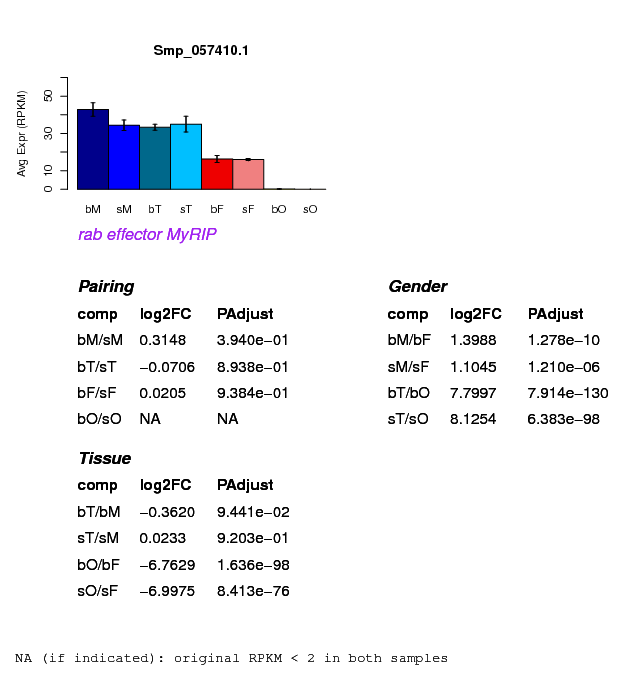 Smp_057410.1
Avg Expr (RPKM)
50
30
10
0
bM sM bT sT bF sF bO sO
rab effector MyRIP
Pairing
comp log2FC PAdjust
bM/sM 0.3148 3.940e−01
bT/sT −0.0706 8.938e−01
bF/sF 0.0205 9.384e−01
bO/sO NA NA
Gender
comp log2FC PAdjust
bM/bF 1.3988 1.278e−10
sM/sF 1.1045 1.210e−06
bT/bO 7.7997 7.914e−130
sT/sO 8.1254 6.383e−98
Tissue
comp log2FC PAdjust
bT/bM −0.3620 9.441e−02
sT/sM 0.0233 9.203e−01
bO/bF −6.7629 1.636e−98
sO/sF −6.9975 8.413e−76
NA (if indicated): original RPKM < 2 in both samples